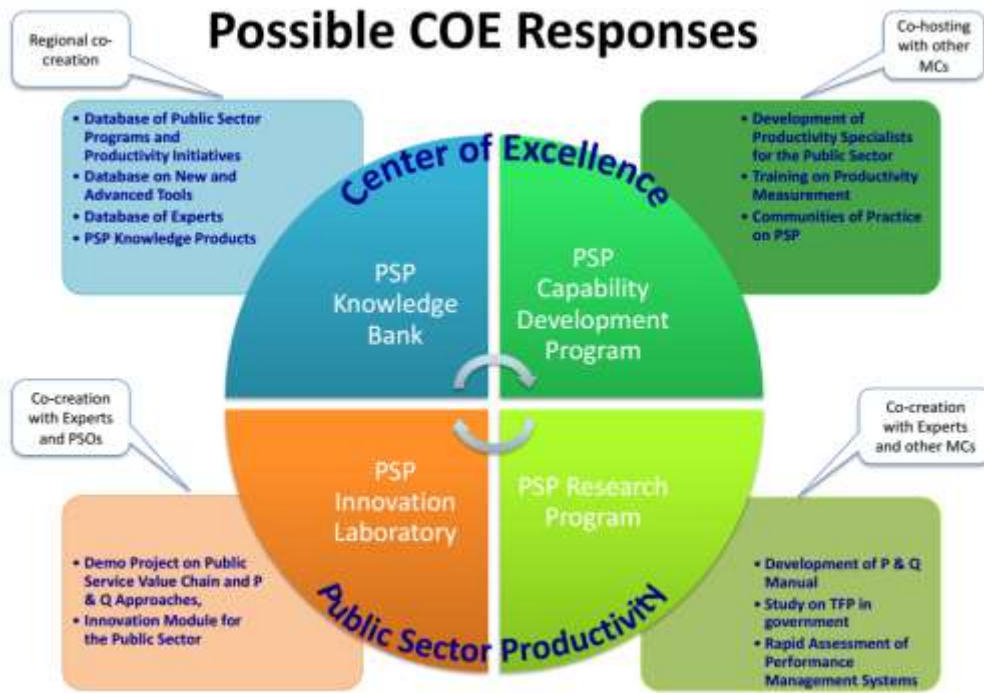 Possible COE Responses
Regional co-
creation
Co-hosting
with other
MCs
• Database of Public Sector
Programs and
Productivity Initiatives
• Database on New and
Advanced Tools
• Database of Experts
• PSP Knowledge Products
• Development of
Productivity Specialists
for the Public Sector
• Training on Productivity
Measurement
• Communities of Practice
on PSP
Center of Excellence
PSP
Knowledge
Bank
PSP
Capability
Development
Program
Co-creation
with Experts
and PSOs
Co-creation
with Experts
and other MCs
PSP
Innovation
Laboratory
PSP Research
Program
• Demo Project on Public
Service Value Chain and P
& Q Approaches,
• Innovation Module for
the Public Sector
• Development of P & Q
Manual
• Study on TFP in
government
• Rapid Assessment of
Performance
Management Systems
Public Sector Productivity